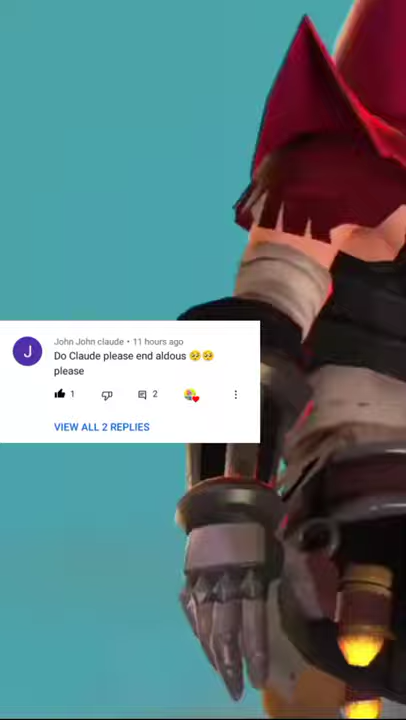 J
John John claude • 11 hours ago
Do Claude please end aldous 🥺🥺
please
1
2
VIEW ALL 2 REPLIES